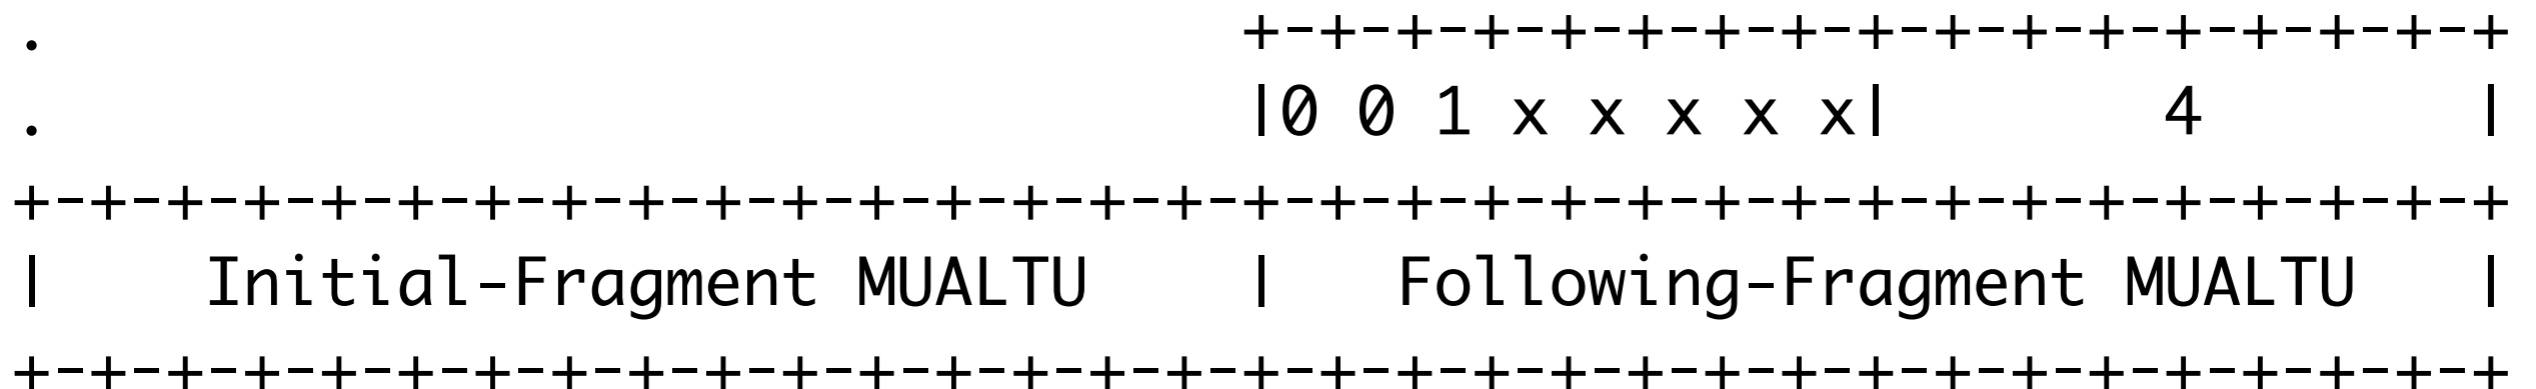 .                               +-+-+-+-+-+-+-+-+-+-+-+-+-+-+-+-+
.                               |0 0 1 x x x x x|       4       |
+-+-+-+-+-+-+-+-+-+-+-+-+-+-+-+-+-+-+-+-+-+-+-+-+-+-+-+-+-+-+-+-+
|    Initial-Fragment MUALTU    |   Following-Fragment MUALTU   |
+-+-+-+-+-+-+-+-+-+-+-+-+-+-+-+-+-+-+-+-+-+-+-+-+-+-+-+-+-+-+-+-+